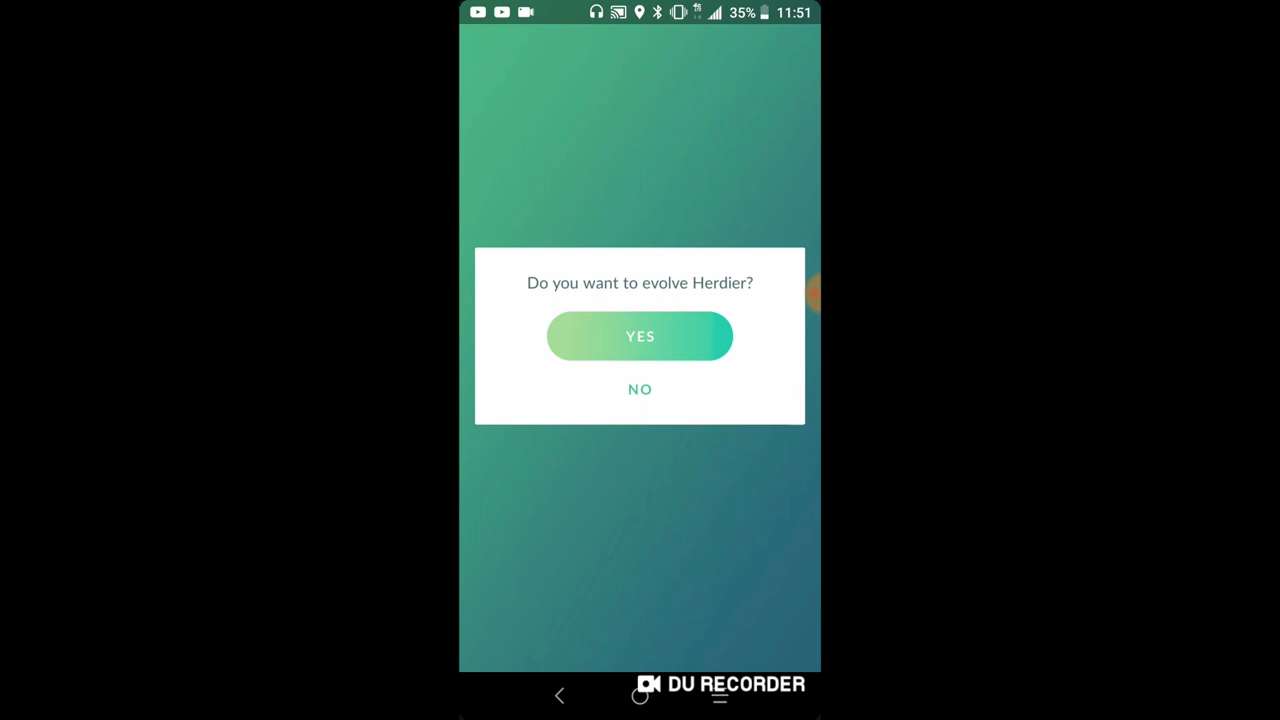 35% 11:51
Do you want to evolve Herdier?
YES
NO
DU RECORDER